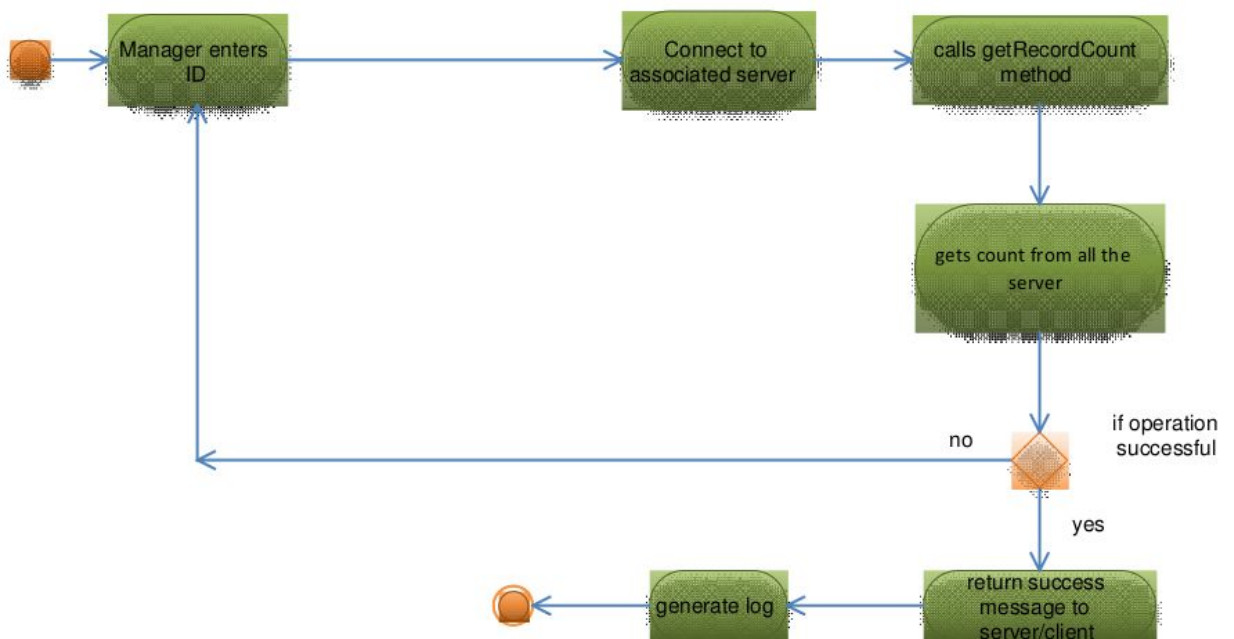 Manager enters
ID
Connect to
associated server
calls getRecordCount
method
gets count from all the
server
if operation
successful
no
yes
return success
message to
server/client
generate log